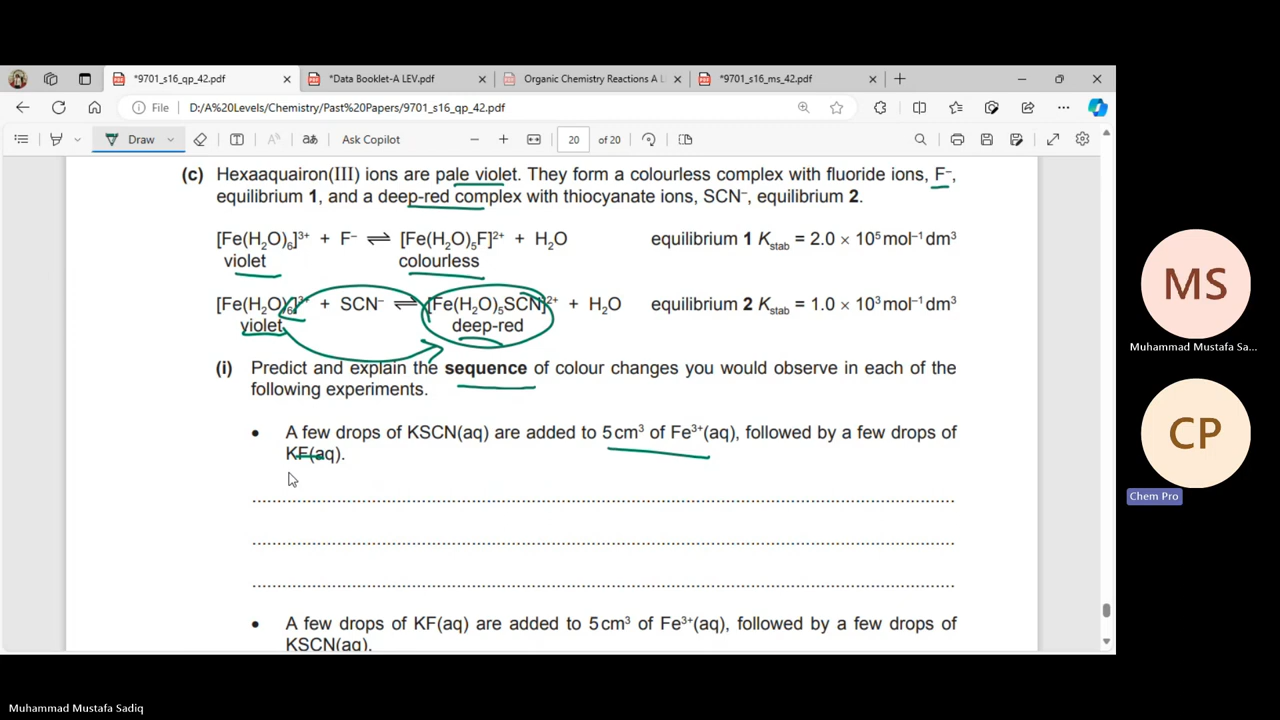 *9701_s16_qp_42.pdf
*Data Booklet-A LEV.pdf
Organic Chemistry Reactions A L
*9701_s16_ms_42.pdf
File
D:/A%20Levels/Chemistry/Past%20Papers/9701_s16_qp_42.pdf
Draw
Ask Copilot
20 of 20
(c) Hexaaquairon(III) ions are pale violet. They form a colourless complex with fluoride ions, F⁻,
equilibrium 1, and a deep-red complex with thiocyanate ions, SCN⁻, equilibrium 2.
[Fe(H₂O)₆]³⁺ + F⁻ ⇌ [Fe(H₂O)₅F]²⁺ + H₂O equilibrium 1 Kstab = 2.0 × 10⁵ mol⁻¹ dm³
violet colourless
[Fe(H₂O)₆]³⁺ + SCN⁻ ⇌ [Fe(H₂O)₅SCN]²⁺ + H₂O equilibrium 2 Kstab = 1.0 × 10³ mol⁻¹ dm³
violet deep-red
(i) Predict and explain the sequence of colour changes you would observe in each of the
following experiments.
• A few drops of KSCN(aq) are added to 5 cm³ of Fe³⁺(aq), followed by a few drops of
KF(aq).
• A few drops of KF(aq) are added to 5 cm³ of Fe³⁺(aq), followed by a few drops of
KSCN(aq).
MS
Muhammad Mustafa Sa...
CP
Chem Pro
Muhammad Mustafa Sadiq